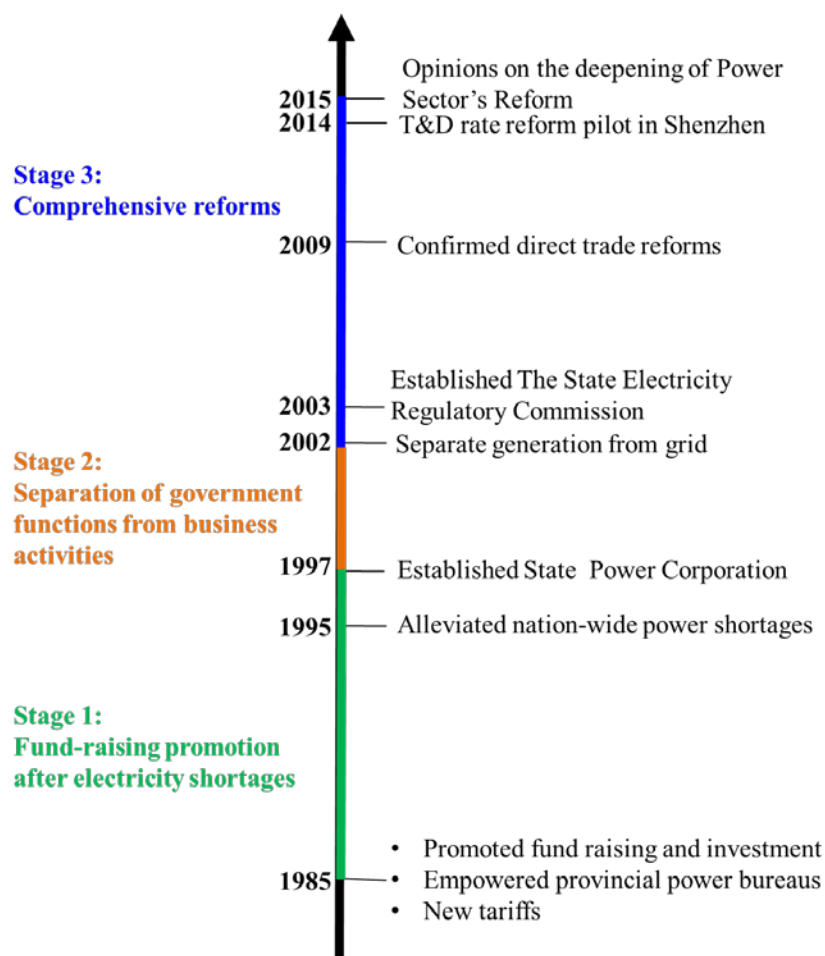 Opinions on the deepening of Power
2015 Sector’s Reform
2014 T&D rate reform pilot in Shenzhen
Stage 3:
Comprehensive reforms
2009 Confirmed direct trade reforms
Established The State Electricity
2003 Regulatory Commission
2002 Separate generation from grid
Stage 2:
Separation of government
functions from business
activities
1997 Established State Power Corporation
1995 Alleviated nation-wide power shortages
Stage 1:
Fund-raising promotion
after electricity shortages
• Promoted fund raising and investment
1985 • Empowered provincial power bureaus
• New tariffs